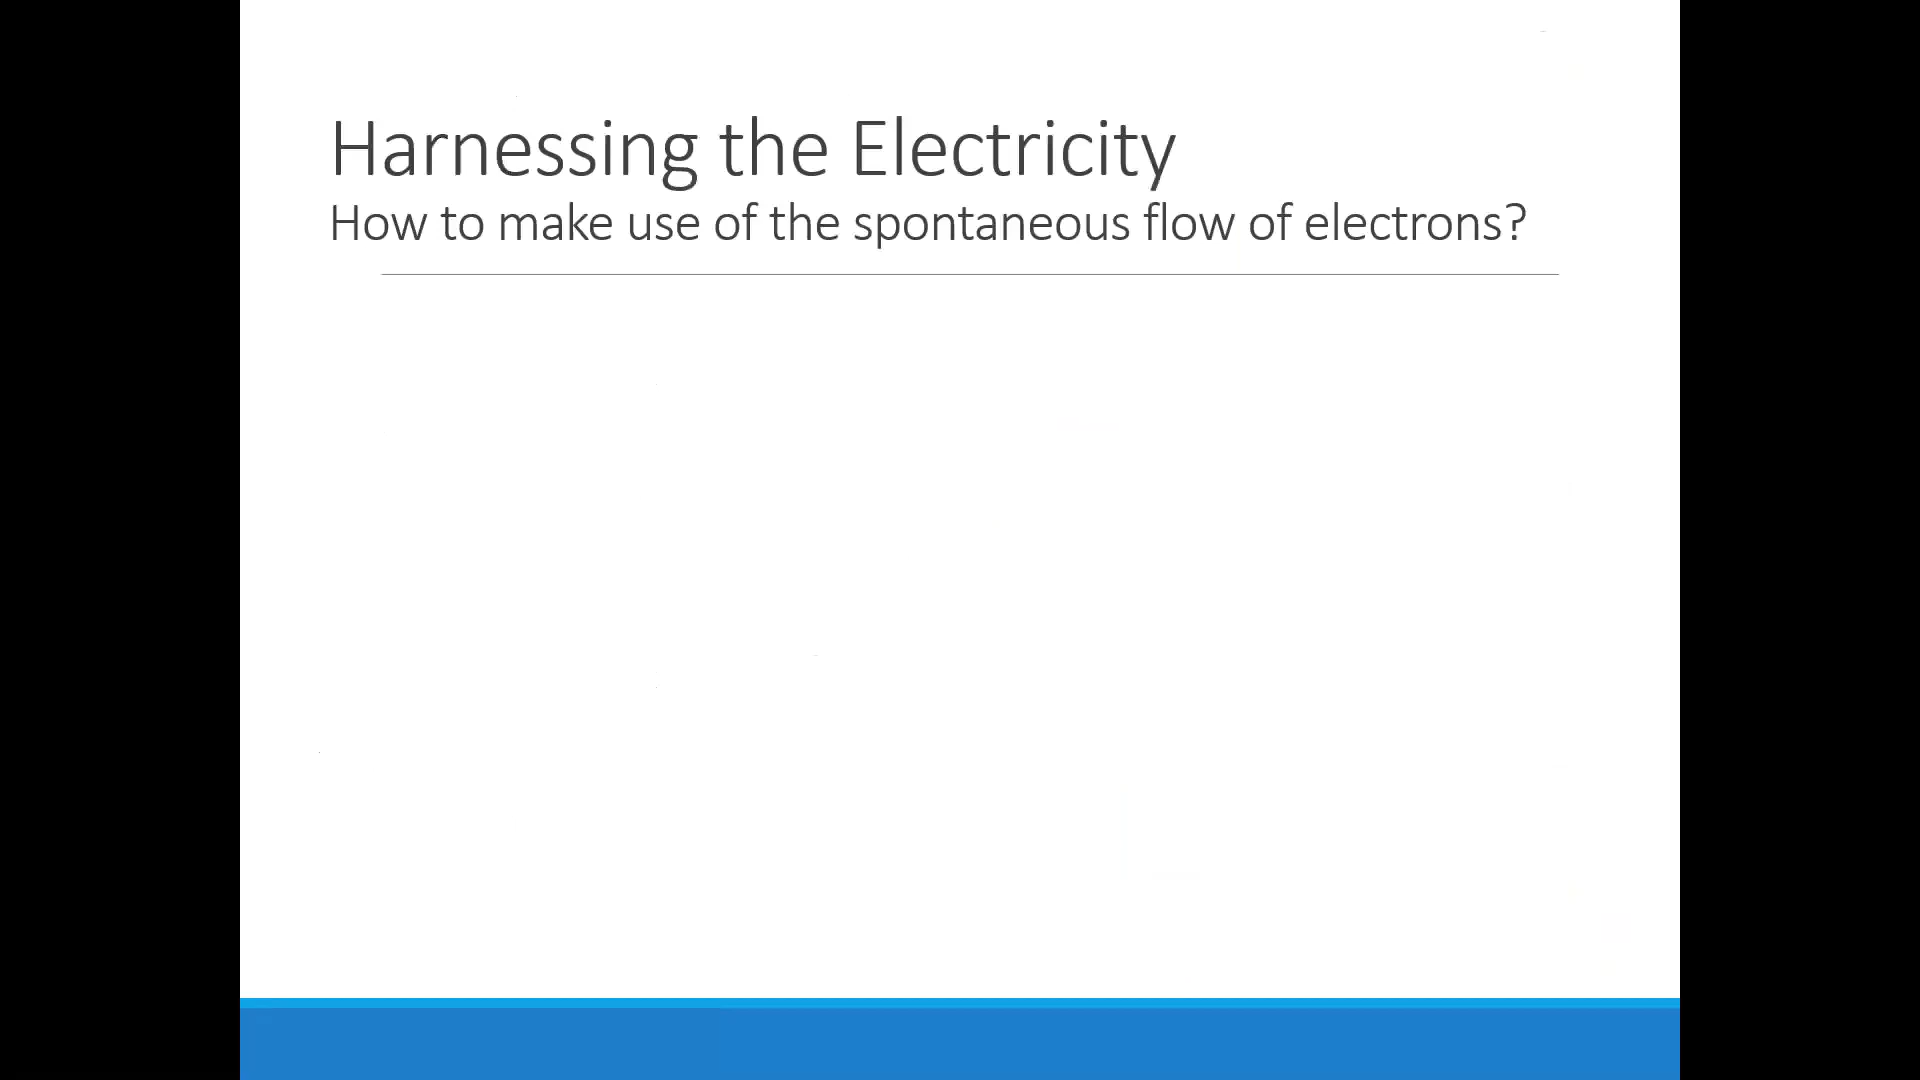 Harnessing the Electricity
How to make use of the spontaneous flow of electrons?